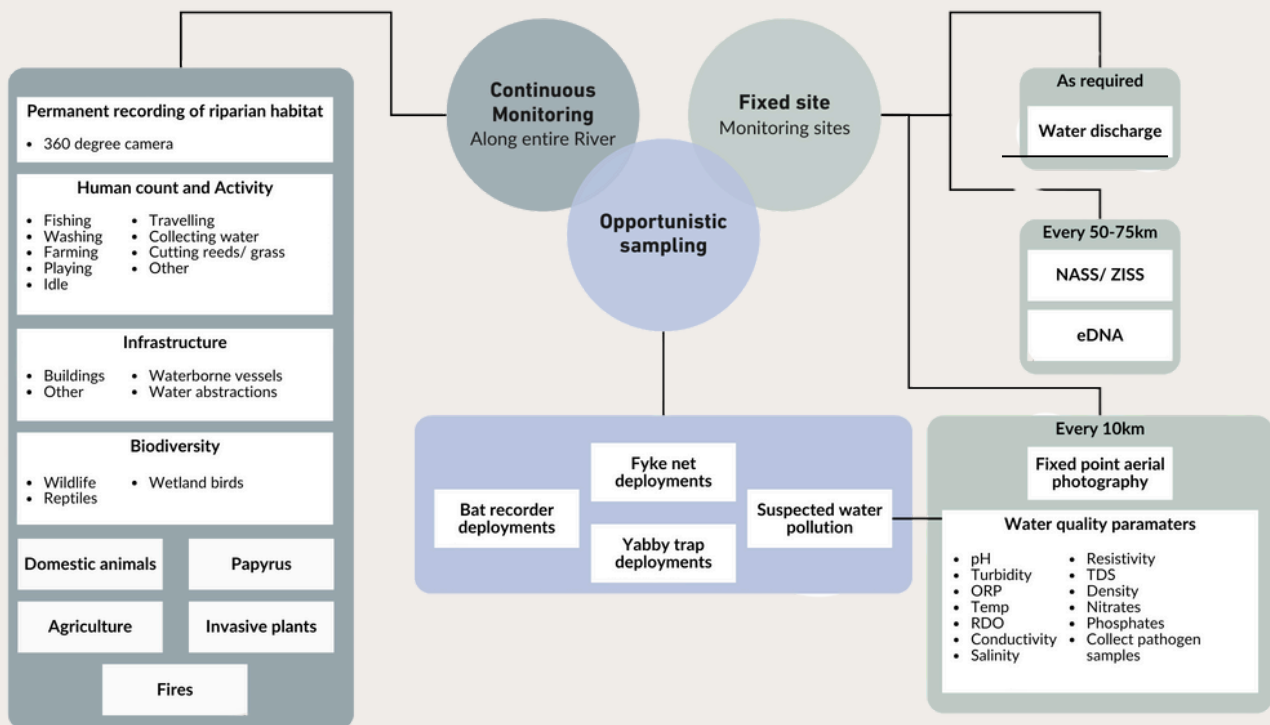 Continuous
Monitoring
Along entire River
Fixed site
Monitoring sites
Opportunistic
sampling
Permanent recording of riparian habitat
• 360 degree camera
Human count and Activity
• Fishing
• Washing
• Farming
• Playing
• Idle
• Travelling
• Collecting water
• Cutting reeds/ grass
• Other
Infrastructure
• Buildings
• Other
• Waterborne vessels
• Water abstractions
Biodiversity
• Wildlife
• Reptiles
• Wetland birds
Domestic animals
Papyrus
Agriculture
Invasive plants
Fires
Bat recorder
deployments
Fyke net
deployments
Yabby trap
deployments
Suspected water
pollution
As required
Water discharge
Every 50-75km
NASS/ ZISS
eDNA
Every 10km
Fixed point aerial
photography
Water quality paramaters
• pH
• Turbidity
• ORP
• Temp
• RDO
• Conductivity
• Salinity
• Resistivity
• TDS
• Density
• Nitrates
• Phosphates
• Collect pathogen
samples